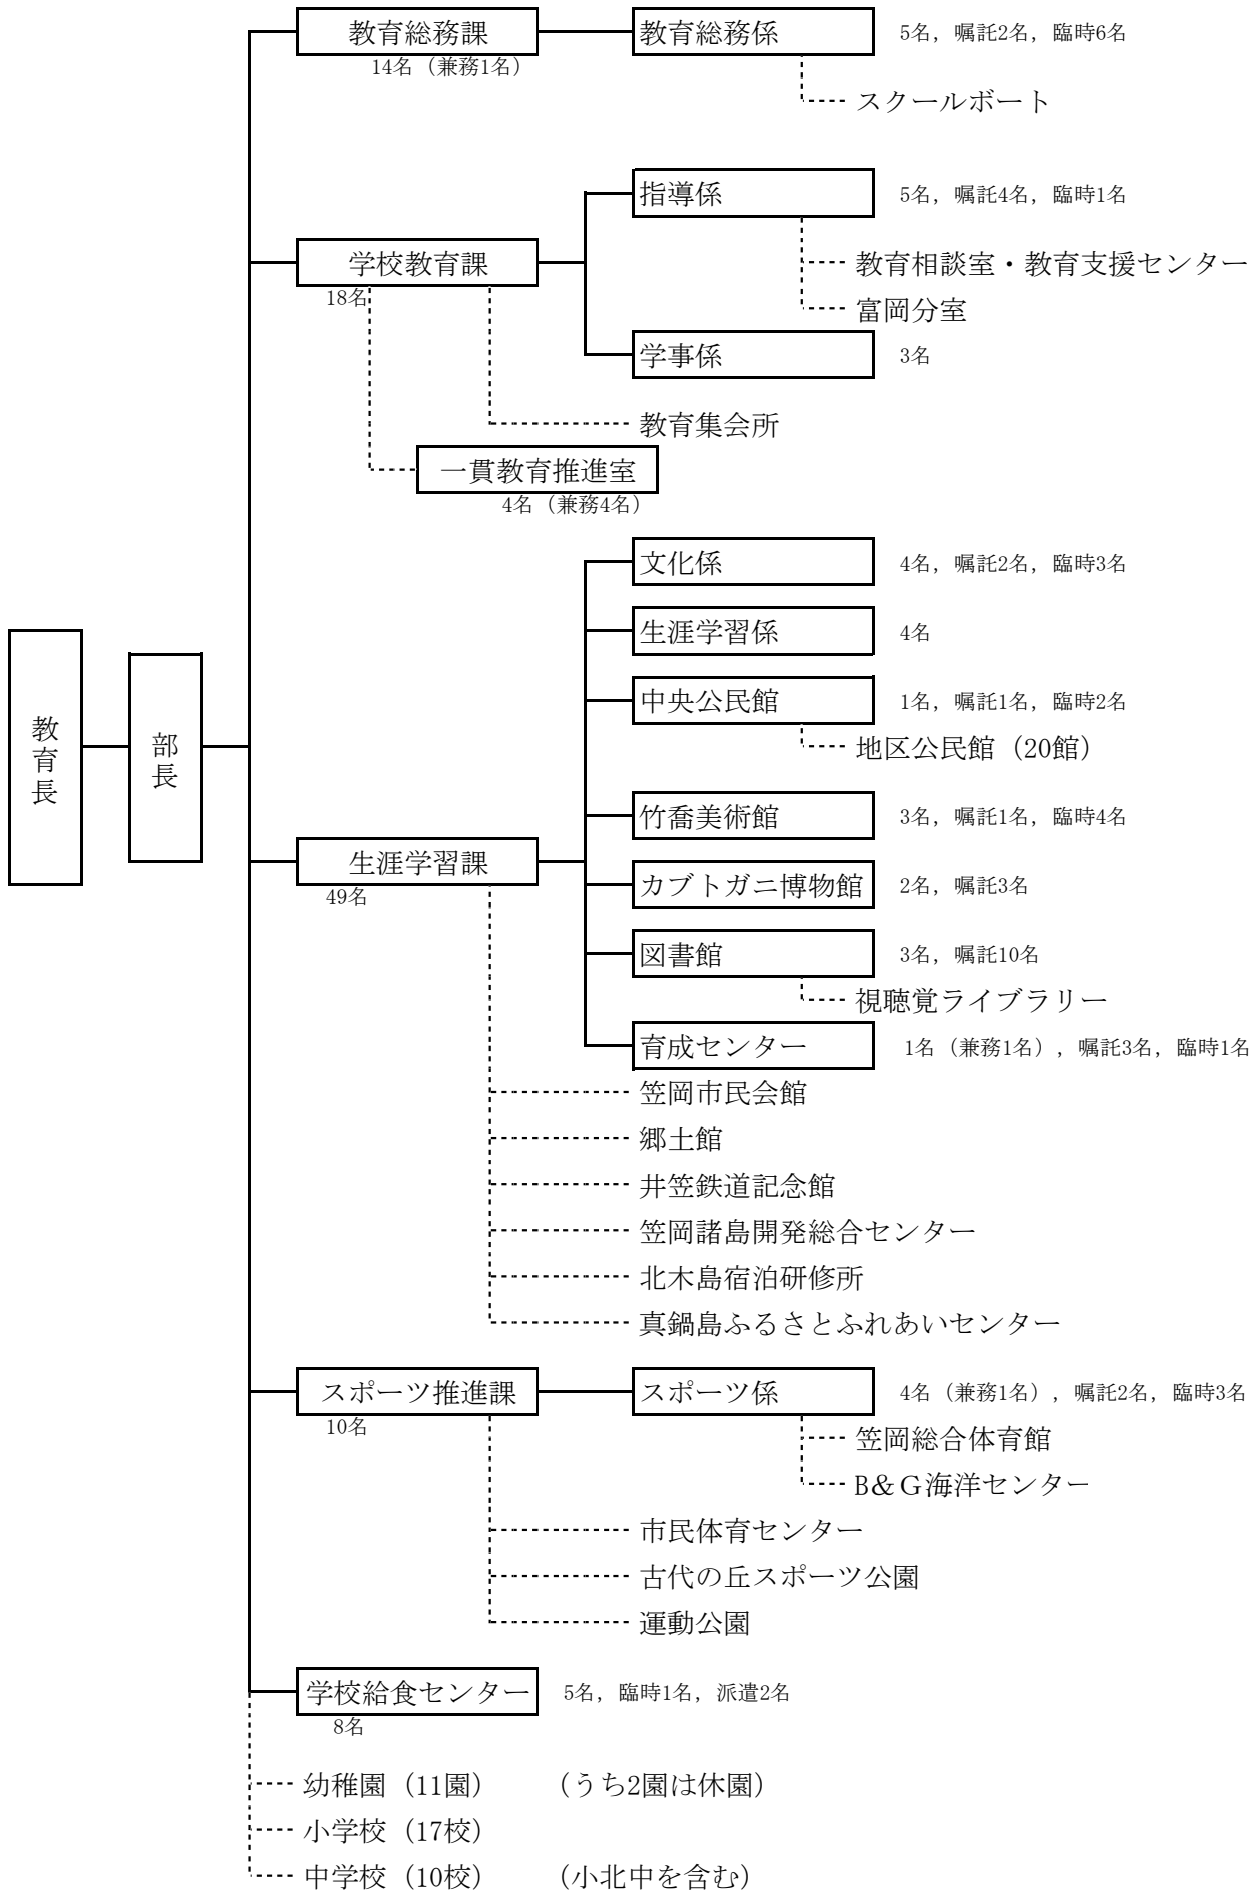 教育総務課
14名（兼務1名）
教育総務係
5名，嘱託2名，臨時6名
スクールボート
指導係
5名，嘱託4名，臨時1名
学校教育課
18名
教育相談室・教育支援センター
富岡分室
学事係
3名
教育集会所
一貫教育推進室
4名（兼務4名）
文化係
4名，嘱託2名，臨時3名
生涯学習係
4名
中央公民館
1名，嘱託1名，臨時2名
地区公民館（20館）
教育長
部長
竹喬美術館
3名，嘱託1名，臨時4名
生涯学習課
49名
カブトガニ博物館
2名，嘱託3名
図書館
3名，嘱託10名
視聴覚ライブラリー
育成センター
1名（兼務1名），嘱託3名，臨時1名
笠岡市民会館
郷土館
井笠鉄道記念館
笠岡諸島開発総合センター
北木島宿泊研修所
真鍋島ふるさとふれあいセンター
スポーツ推進課
10名
スポーツ係
4名（兼務1名），嘱託2名，臨時3名
笠岡総合体育館
B＆G海洋センター
市民体育センター
古代の丘スポーツ公園
運動公園
学校給食センター
8名
5名，臨時1名，派遣2名
幼稚園（11園）　（うち2園は休園）
小学校（17校）
中学校（10校）　（小北中を含む）